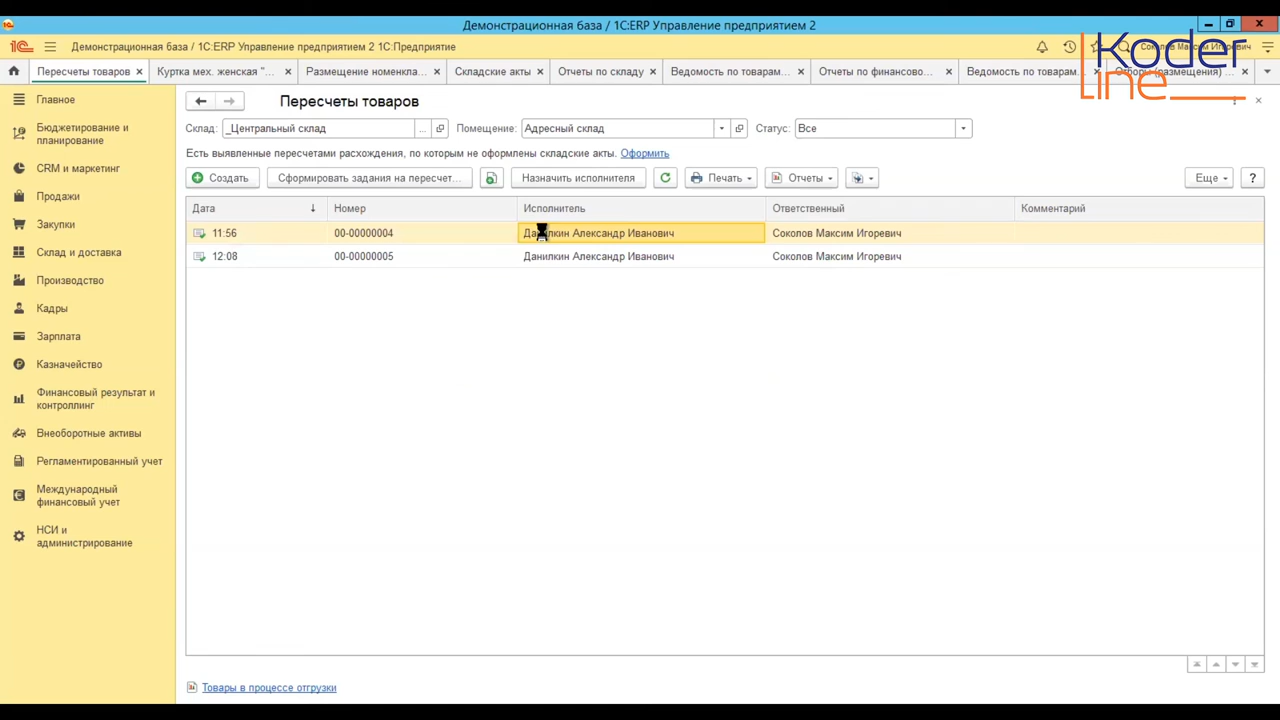 Демонстрационная база / 1С:ERP Управление предприятием 2
Демонстрационная база / 1С:ERP Управление предприятием 2 1С:Предприятие
Соколов Максим Игоревич
Koder
line
Пересчеты товаров
Куртка мех. женская "...
Размещение номенкла...
Складские акты
Отчеты по складу
Ведомость по товарам...
Отчеты по финансово...
Ведомость по товарам...
Отборы (размещения) ...
Главное
Бюджетирование и
планирование
CRM и маркетинг
Продажи
Закупки
Склад и доставка
Производство
Кадры
Зарплата
Казначейство
Финансовый результат и
контроллинг
Внеоборотные активы
Регламентированный учет
Международный
финансовый учет
НСИ и
администрирование
Пересчеты товаров
Склад: _Центральный склад ... Помещение: Адресный склад Статус: Все
Есть выявленные пересчетами расхождения, по которым не оформлены складские акты. Оформить
Создать Сформировать задания на пересчет... Назначить исполнителя Печать Отчеты Еще ?
Дата Номер Исполнитель Ответственный Комментарий
11:56 00-00000004 Данилкин Александр Иванович Соколов Максим Игоревич
12:08 00-00000005 Данилкин Александр Иванович Соколов Максим Игоревич
Товары в процессе отгрузки